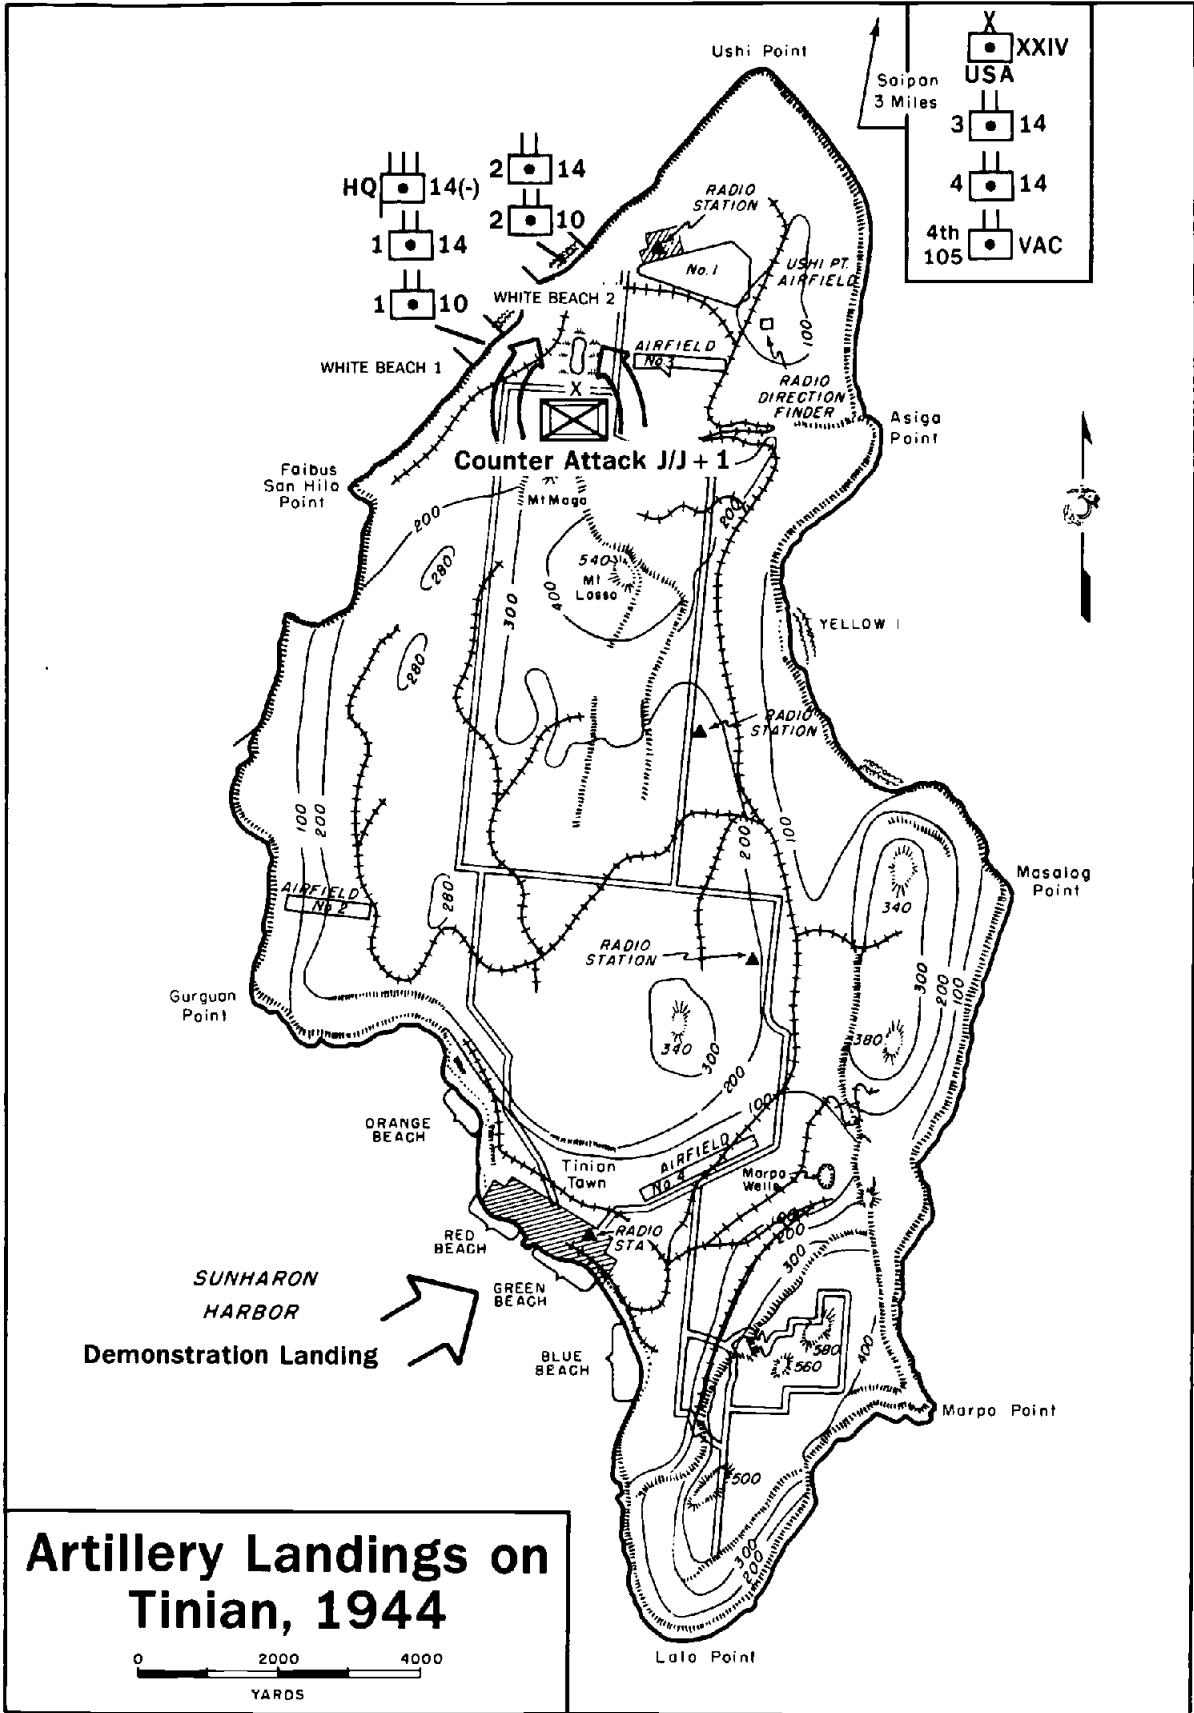 Ushi Point
Saipan
3 Miles
X
XXIV
USA
3 14
4 14
4th
105 VAC
HQ 14(-)
2 14
1 14
2 10
1 10
RADIO
STATION
No. 1
USHI PT.
AIRFIELD
100
WHITE BEACH 2
WHITE BEACH 1
AIRFIELD
No 3
RADIO
DIRECTION
FINDER
Asiga
Point
X
Counter Attack J/J + 1
Faibus
San Hilo
Point
Mt Maga
200
200
280
540
Mt
Lasso
400
300
YELLOW 1
280
RADIO
STATION
100
200
200
100
Masalog
Point
340
AIRFIELD
No 2
280
RADIO
STATION
300
200
100
Gurguan
Point
340
300
380
200
100
ORANGE
BEACH
Tinian
Town
AIRFIELD
No 4
Marpo
Wells
RED
BEACH
RADIO
STA
200
300
SUNHARON
HARBOR
GREEN
BEACH
Demonstration Landing
BLUE
BEACH
580
560
400
Marpo Point
500
300
200
Lalo Point
Artillery Landings on
Tinian, 1944
0 2000 4000
YARDS